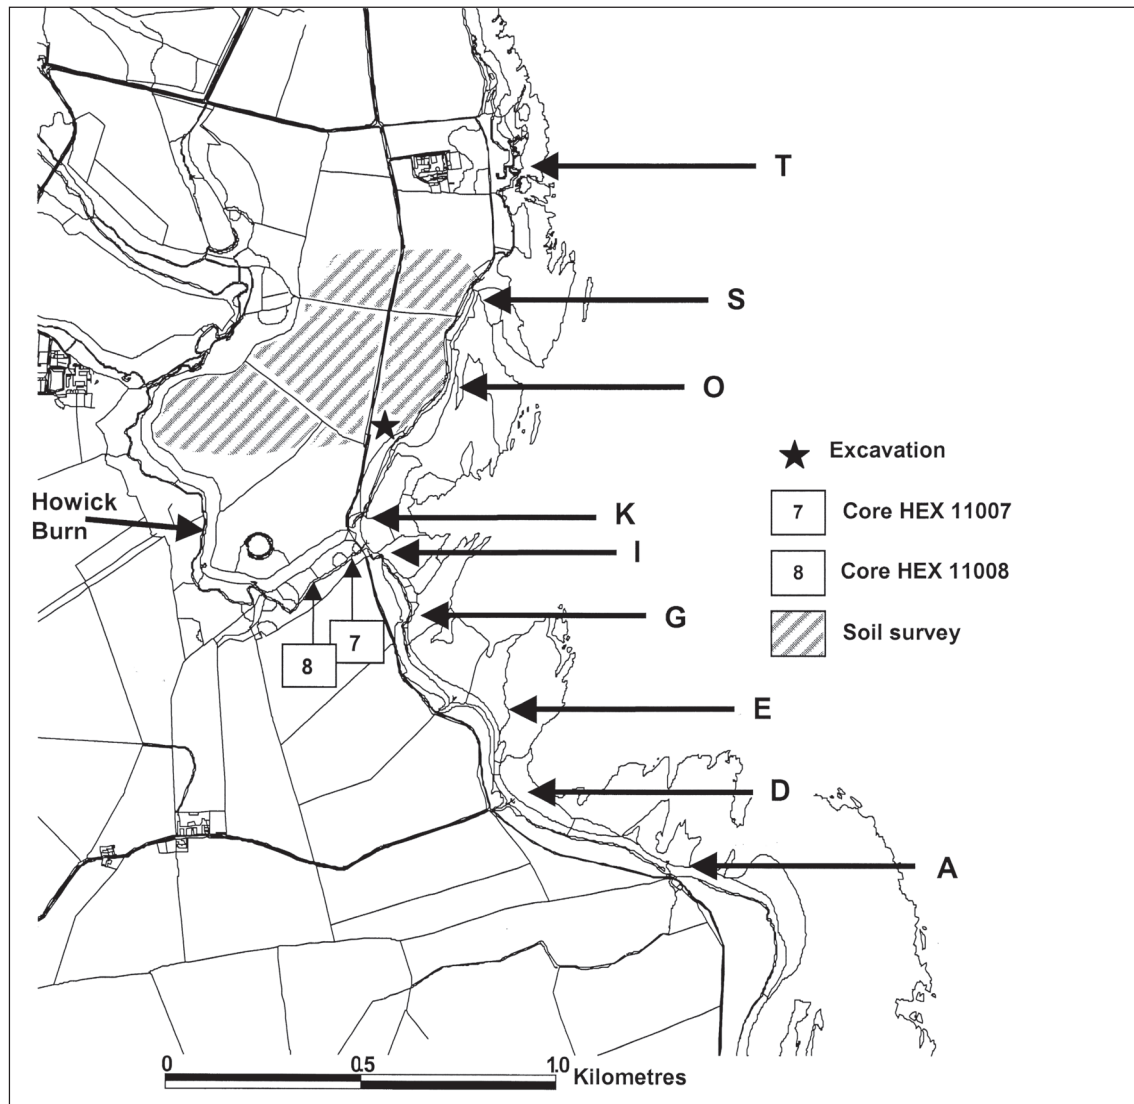 T
S
O
Excavation
Howick
Burn
7
Core HEX 11007
K
I
8
Core HEX 11008
G
Soil survey
7
8
E
D
A
0 0.5 1.0
Kilometres